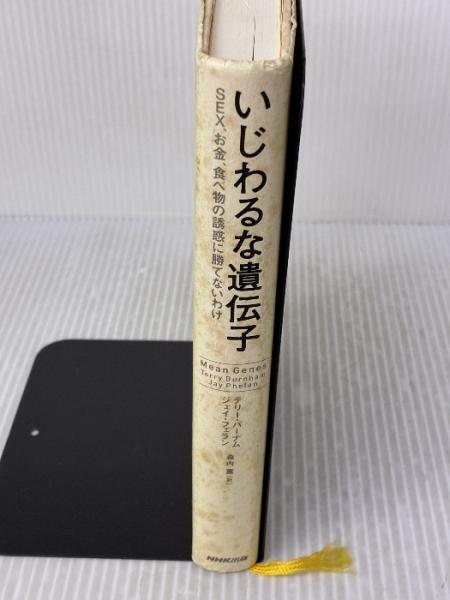 いじわるな遺伝子
SEX、お金、食べ物の誘惑に勝てないわけ
Mean Genes
Terry Burnham
Jay Phelan
テリー・バーナム
ジェイ・フェラン
森内 薫[訳]
NHK出版